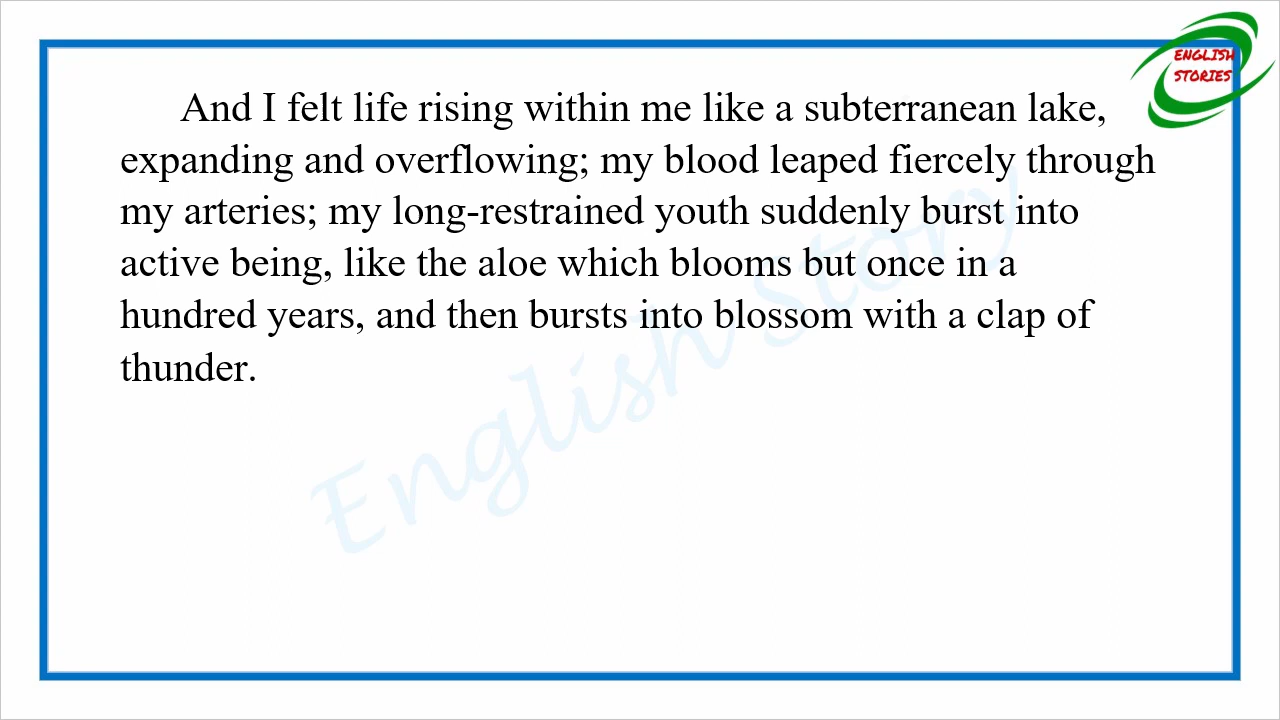 ENGLISH
STORIES
And I felt life rising within me like a subterranean lake,
expanding and overflowing; my blood leaped fiercely through
my arteries; my long-restrained youth suddenly burst into
active being, like the aloe which blooms but once in a
hundred years, and then bursts into blossom with a clap of
thunder.
English Story